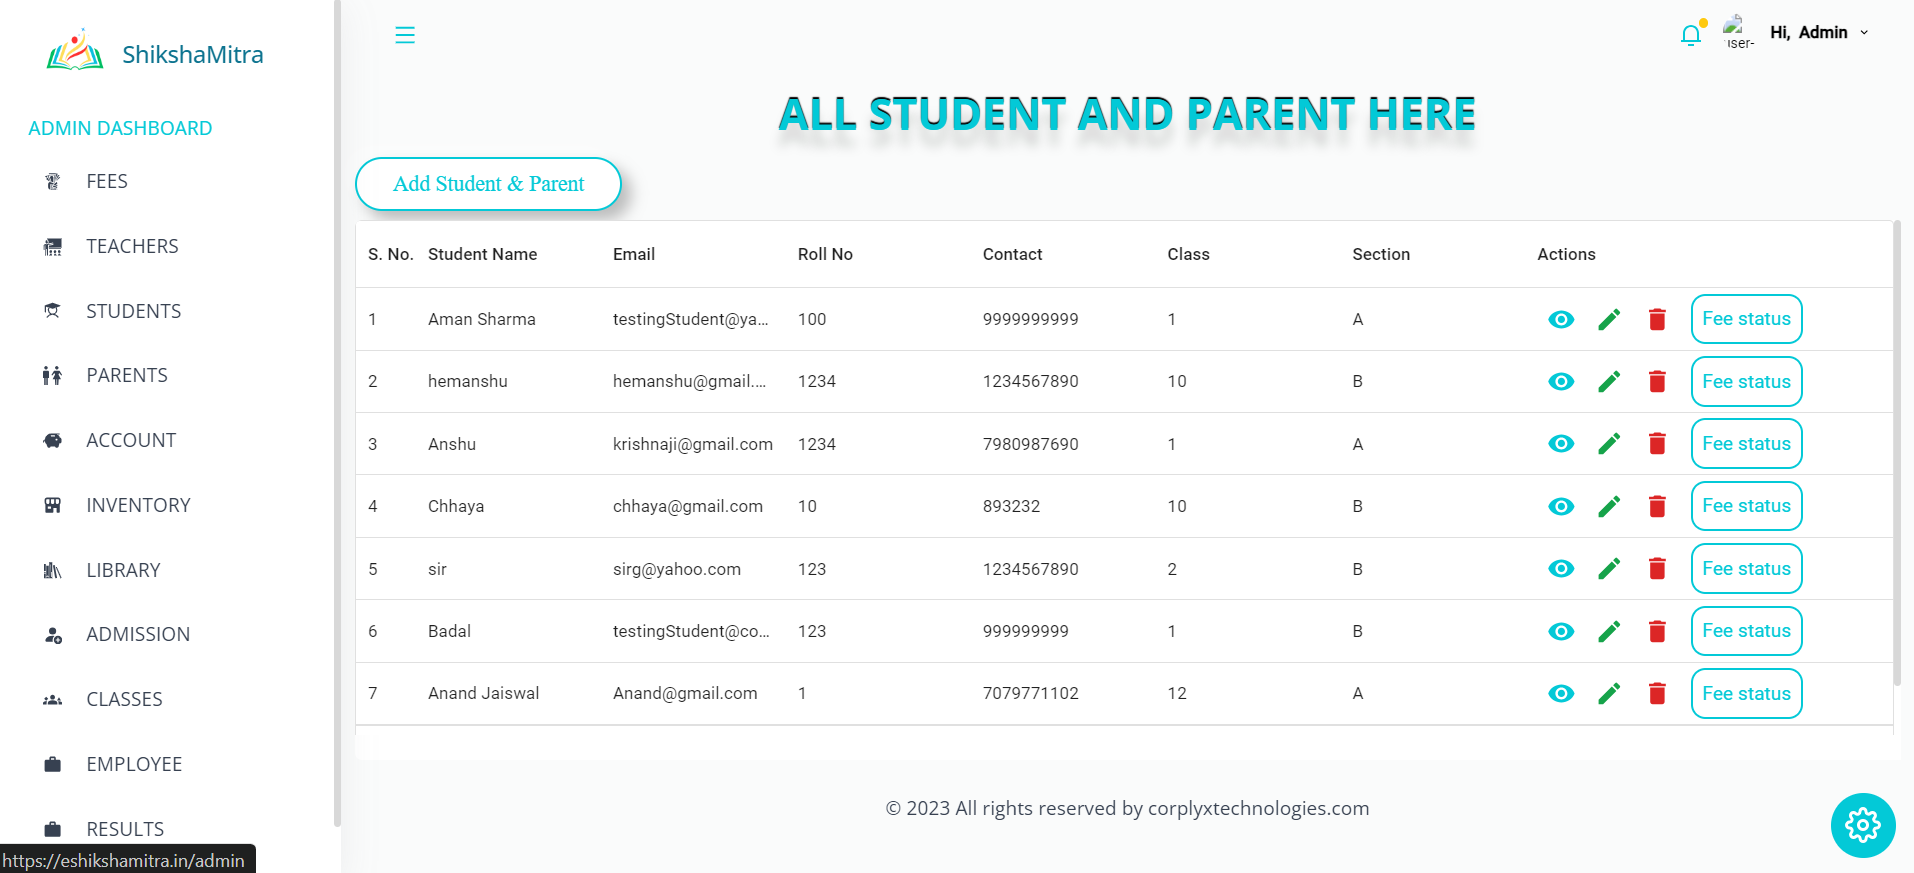 ShikshaMitra
ADMIN DASHBOARD
FEES
TEACHERS
STUDENTS
PARENTS
ACCOUNT
INVENTORY
LIBRARY
ADMISSION
CLASSES
EMPLOYEE
RESULTS
https://eshikshamitra.in/admin
user-
Hi, Admin
ALL STUDENT AND PARENT HERE
Add Student & Parent
S. No. Student Name Email Roll No Contact Class Section Actions
1 Aman Sharma testingStudent@ya... 100 9999999999 1 A Fee status
2 hemanshu hemanshu@gmail.... 1234 1234567890 10 B Fee status
3 Anshu krishnaji@gmail.com 1234 7980987690 1 A Fee status
4 Chhaya chhaya@gmail.com 10 893232 10 B Fee status
5 sir sirg@yahoo.com 123 1234567890 2 B Fee status
6 Badal testingStudent@co... 123 999999999 1 B Fee status
7 Anand Jaiswal Anand@gmail.com 1 7079771102 12 A Fee status
© 2023 All rights reserved by corplyxtechnologies.com